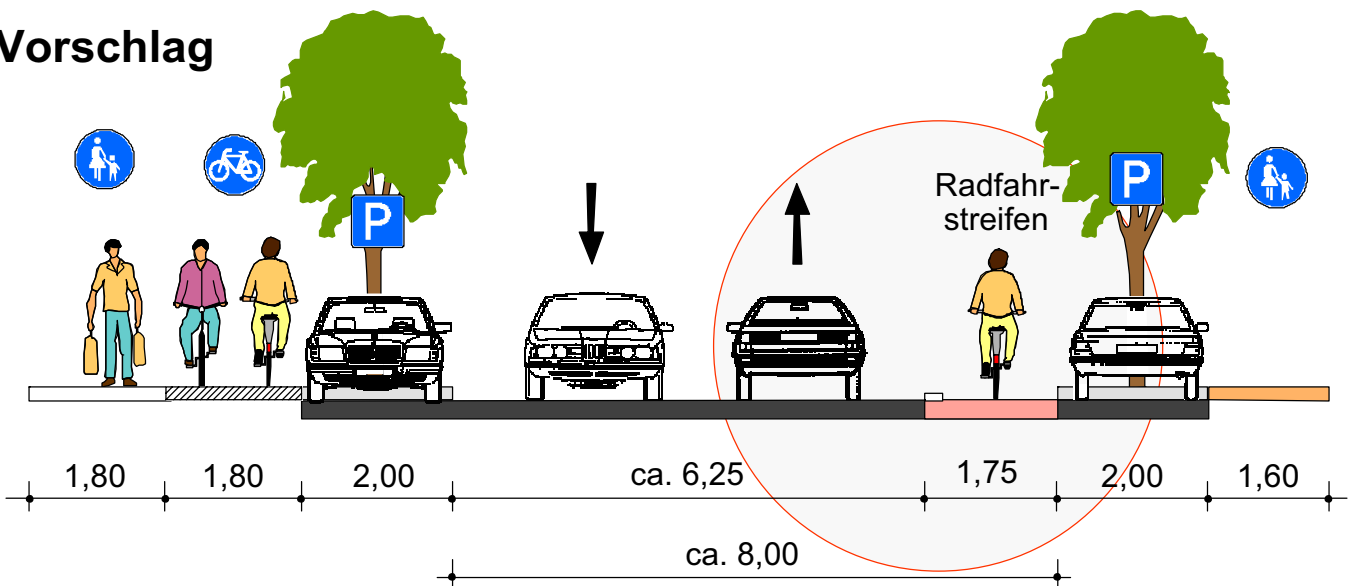 Vorschlag
P
Radfahr-
streifen
P
1,80
1,80
2,00
ca. 6,25
1,75
2,00
1,60
ca. 8,00